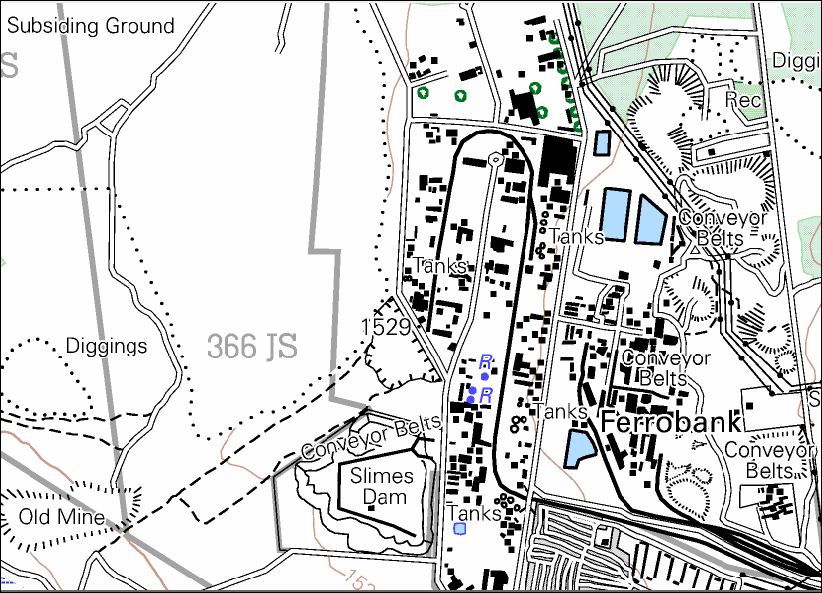 Subsiding Ground
S
Diggi
Rec
Conveyor
Belts
Tanks
Tanks
1529
Diggings
366 JS
R
Conveyor
Belts
R
S
Tanks
Ferrobank
Conveyor Belts
Conveyor
Belts
Slimes
Dam
Old Mine
Tanks
152